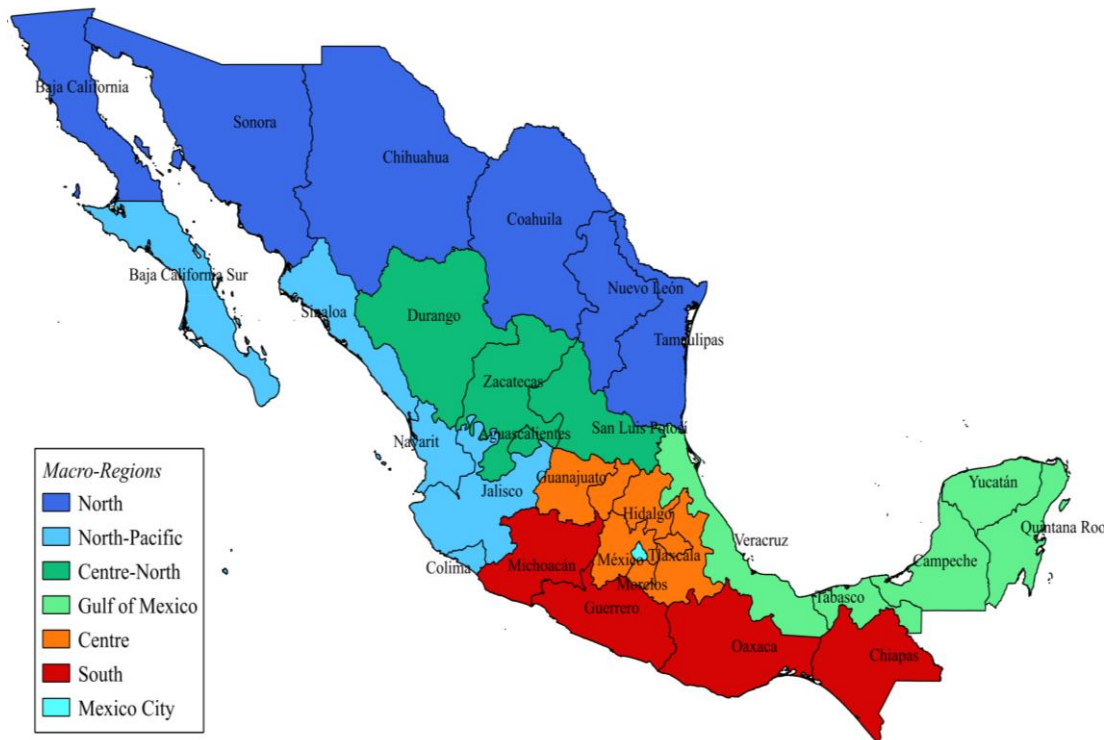 Baja California
Sonora
Chihuahua
Coahuila
Baja California Sur
Sinaloa
Durango
Nuevo León
Tamaulipas
Zacatecas
Nayarit
Aguascalientes
San Luis Potosí
Jalisco
Guanajuato
Hidalgo
Yucatán
Quintana Roo
Colima
Michoacán
México
Tlaxcala
Veracruz
Campeche
Morelos
Tabasco
Guerrero
Oaxaca
Chiapas
?
Macro-Regions
North
North-Pacific
Centre-North
Gulf of Mexico
Centre
South
Mexico City